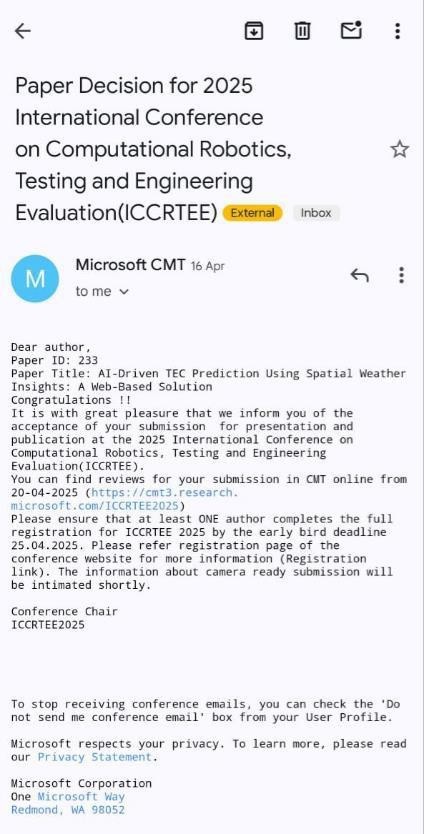 Paper Decision for 2025
International Conference
on Computational Robotics,
Testing and Engineering
Evaluation(ICCRTEE) External Inbox
M
Microsoft CMT 16 Apr
to me
Dear author,
Paper ID: 233
Paper Title: AI-Driven TEC Prediction Using Spatial Weather
Insights: A Web-Based Solution
Congratulations !!
It is with great pleasure that we inform you of the
acceptance of your submission  for presentation and
publication at the 2025 International Conference on
Computational Robotics, Testing and Engineering
Evaluation(ICCRTEE).
You can find reviews for your submission in CMT online from
20-04-2025 (https://cmt3.research.
microsoft.com/ICCRTEE2025)
Please ensure that at least ONE author completes the full
registration for ICCRTEE 2025 by the early bird deadline
25.04.2025. Please refer registration page of the
conference website for more information (Registration
link). The information about camera ready submission will
be intimated shortly.
Conference Chair
ICCRTEE2025
To stop receiving conference emails, you can check the 'Do
not send me conference email' box from your User Profile.
Microsoft respects your privacy. To learn more, please read
our Privacy Statement.
Microsoft Corporation
One Microsoft Way
Redmond, WA 98052